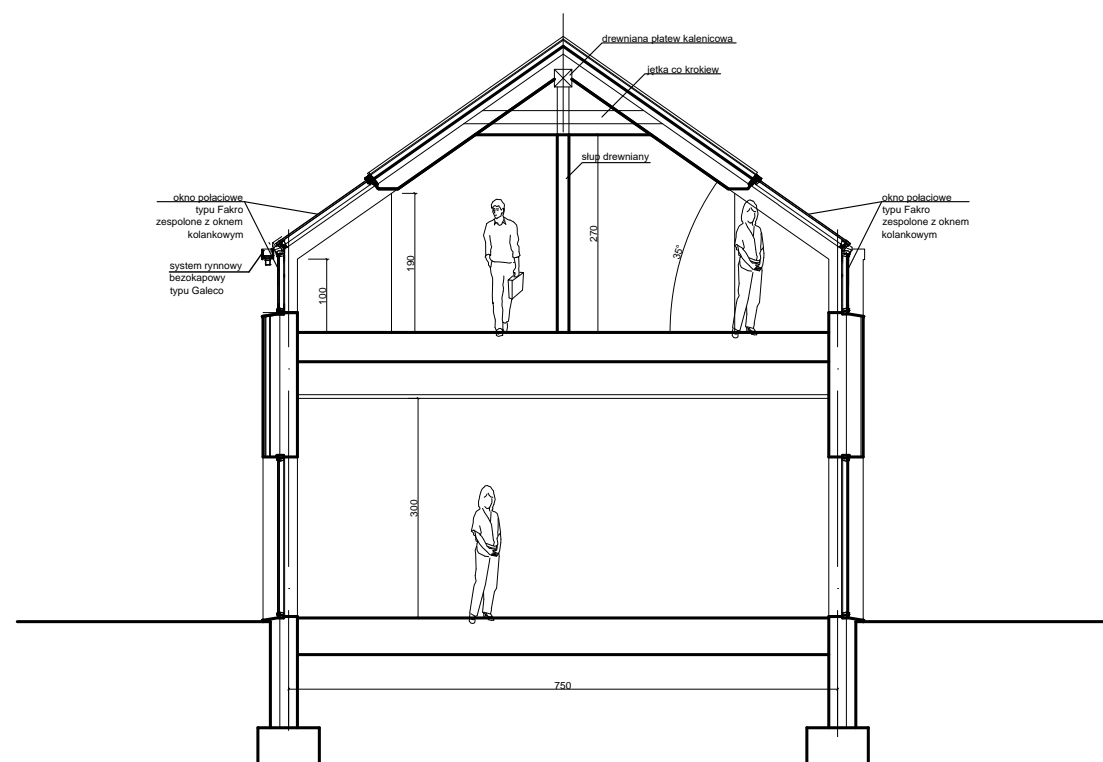 drewniana płatew kalenicowa
jętka co krokiew
słup drewniany
okno połaciowe
typu Fakro
zespolone z oknem
kolankowym
okno połaciowe
typu Fakro
zespolone z oknem
kolankowym
system rynnowy
bezokapowy
typu Galeco
100
190
270
35°
300
750